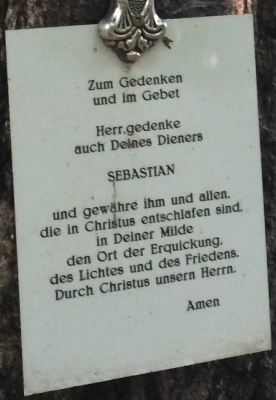 Zum Gedenken
und im Gebet
Herr,gedenke
auch Deines Dieners
SEBASTIAN
und gewähre ihm und allen,
die in Christus entschlafen sind,
in Deiner Milde
den Ort der Erquickung,
des Lichtes und des Friedens.
Durch Christus unsern Herrn.
Amen